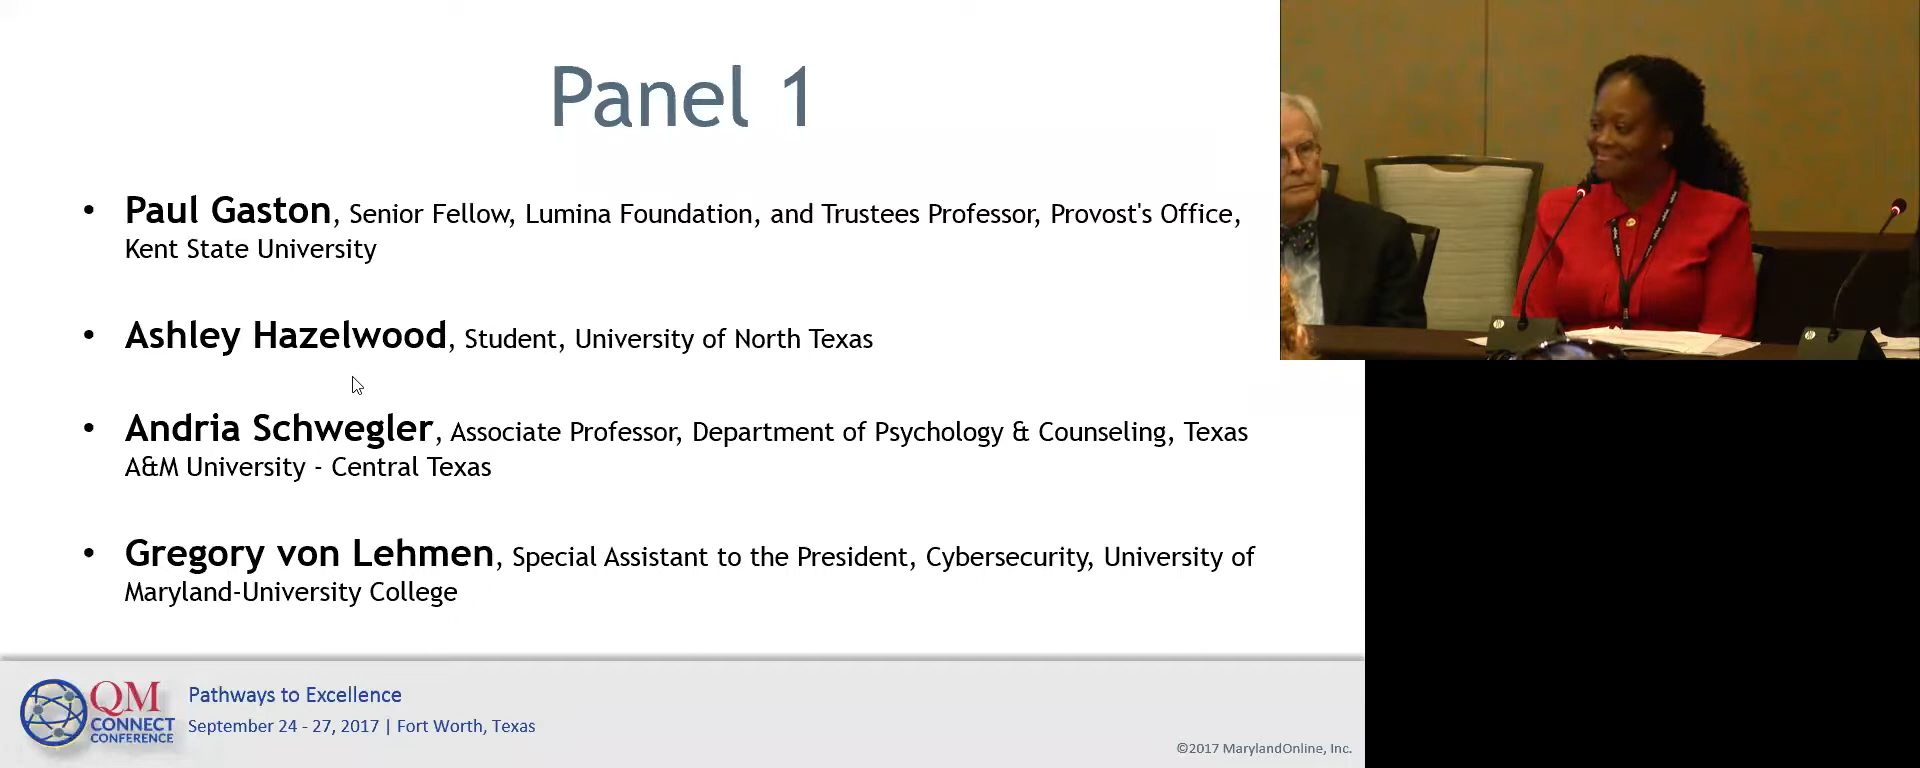 Panel 1
• Paul Gaston, Senior Fellow, Lumina Foundation, and Trustees Professor, Provost's Office,
Kent State University
• Ashley Hazelwood, Student, University of North Texas
• Andria Schwegler, Associate Professor, Department of Psychology & Counseling, Texas
A&M University - Central Texas
• Gregory von Lehmen, Special Assistant to the President, Cybersecurity, University of
Maryland-University College
QM
CONNECT
CONFERENCE
Pathways to Excellence
September 24 - 27, 2017 | Fort Worth, Texas
©2017 MarylandOnline, Inc.